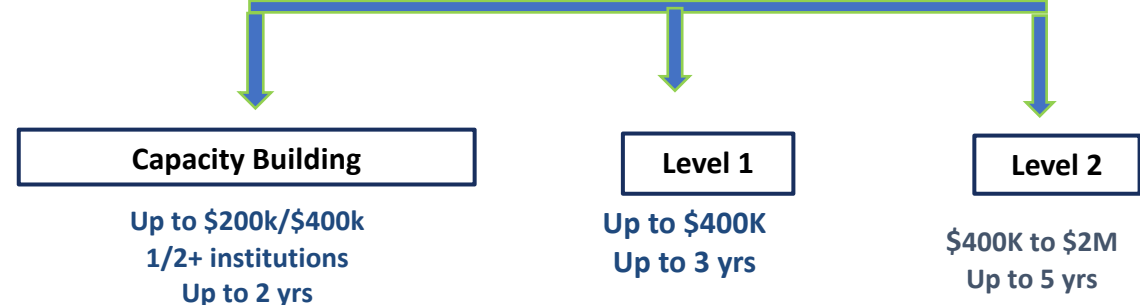 Capacity Building
Up to $200k/$400k
1/2+ institutions
Up to 2 yrs
Level 1
Up to $400K
Up to 3 yrs
Level 2
$400K to $2M
Up to 5 yrs